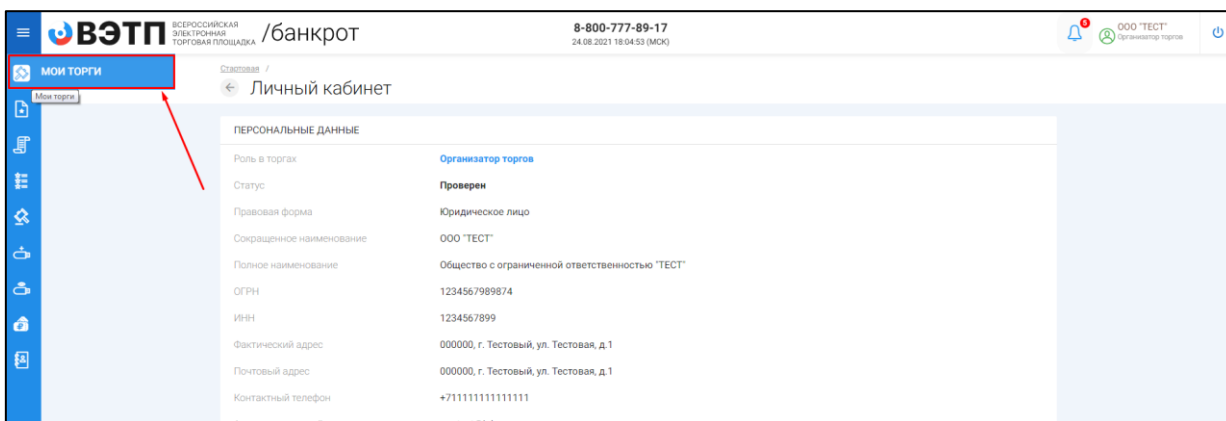 ВЭТП ВСЕРОССИЙСКАЯ ЭЛЕКТРОННАЯ ТОРГОВАЯ ПЛОЩАДКА /банкрот
8-800-777-89-17
24.08.2021 18:04:53 (МСК)
5
ООО "ТЕСТ"
Организатор торгов
МОИ ТОРГИ
Мои торги
Стартовая /
Личный кабинет
ПЕРСОНАЛЬНЫЕ ДАННЫЕ
Роль в торгах Организатор торгов
Статус Проверен
Правовая форма Юридическое лицо
Сокращенное наименование ООО "ТЕСТ"
Полное наименование Общество с ограниченной ответственностью "ТЕСТ"
ОГРН 1234567989874
ИНН 1234567899
Фактический адрес 000000, г. Тестовый, ул. Тестовая, д.1
Почтовый адрес 000000, г. Тестовый, ул. Тестовая, д.1
Контактный телефон +711111111111111